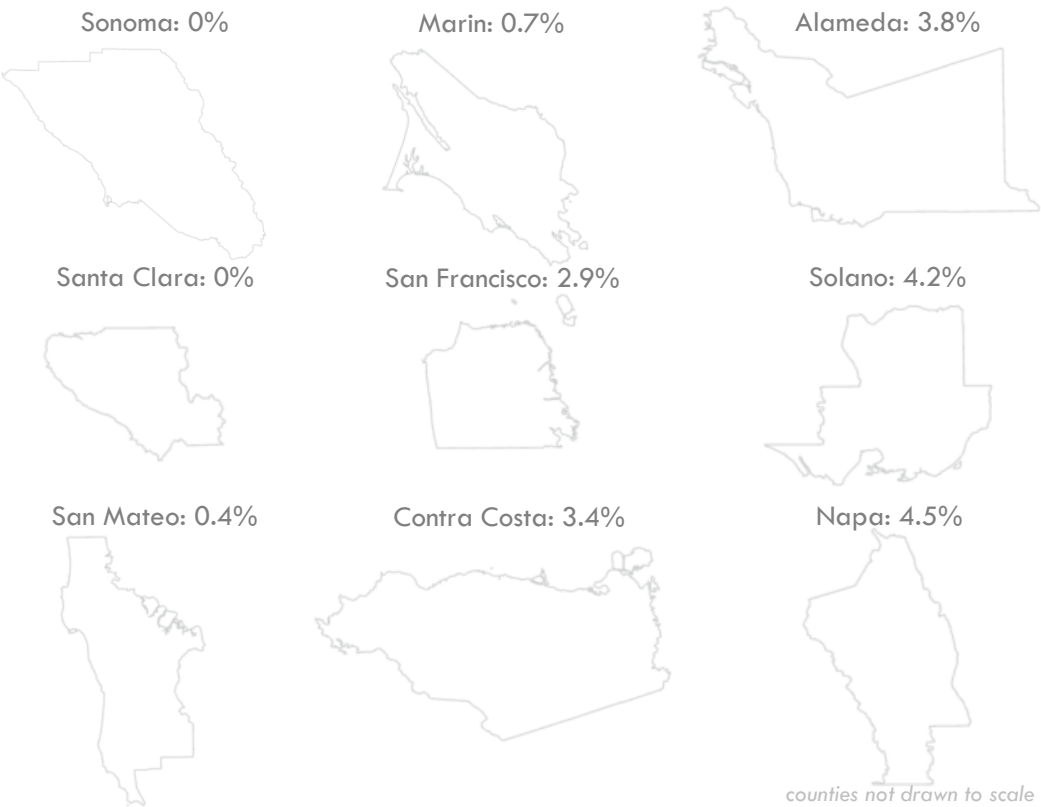 Sonoma: 0%
Marin: 0.7%
Alameda: 3.8%
Santa Clara: 0%
San Francisco: 2.9%
Solano: 4.2%
San Mateo: 0.4%
Contra Costa: 3.4%
Napa: 4.5%
counties not drawn to scale